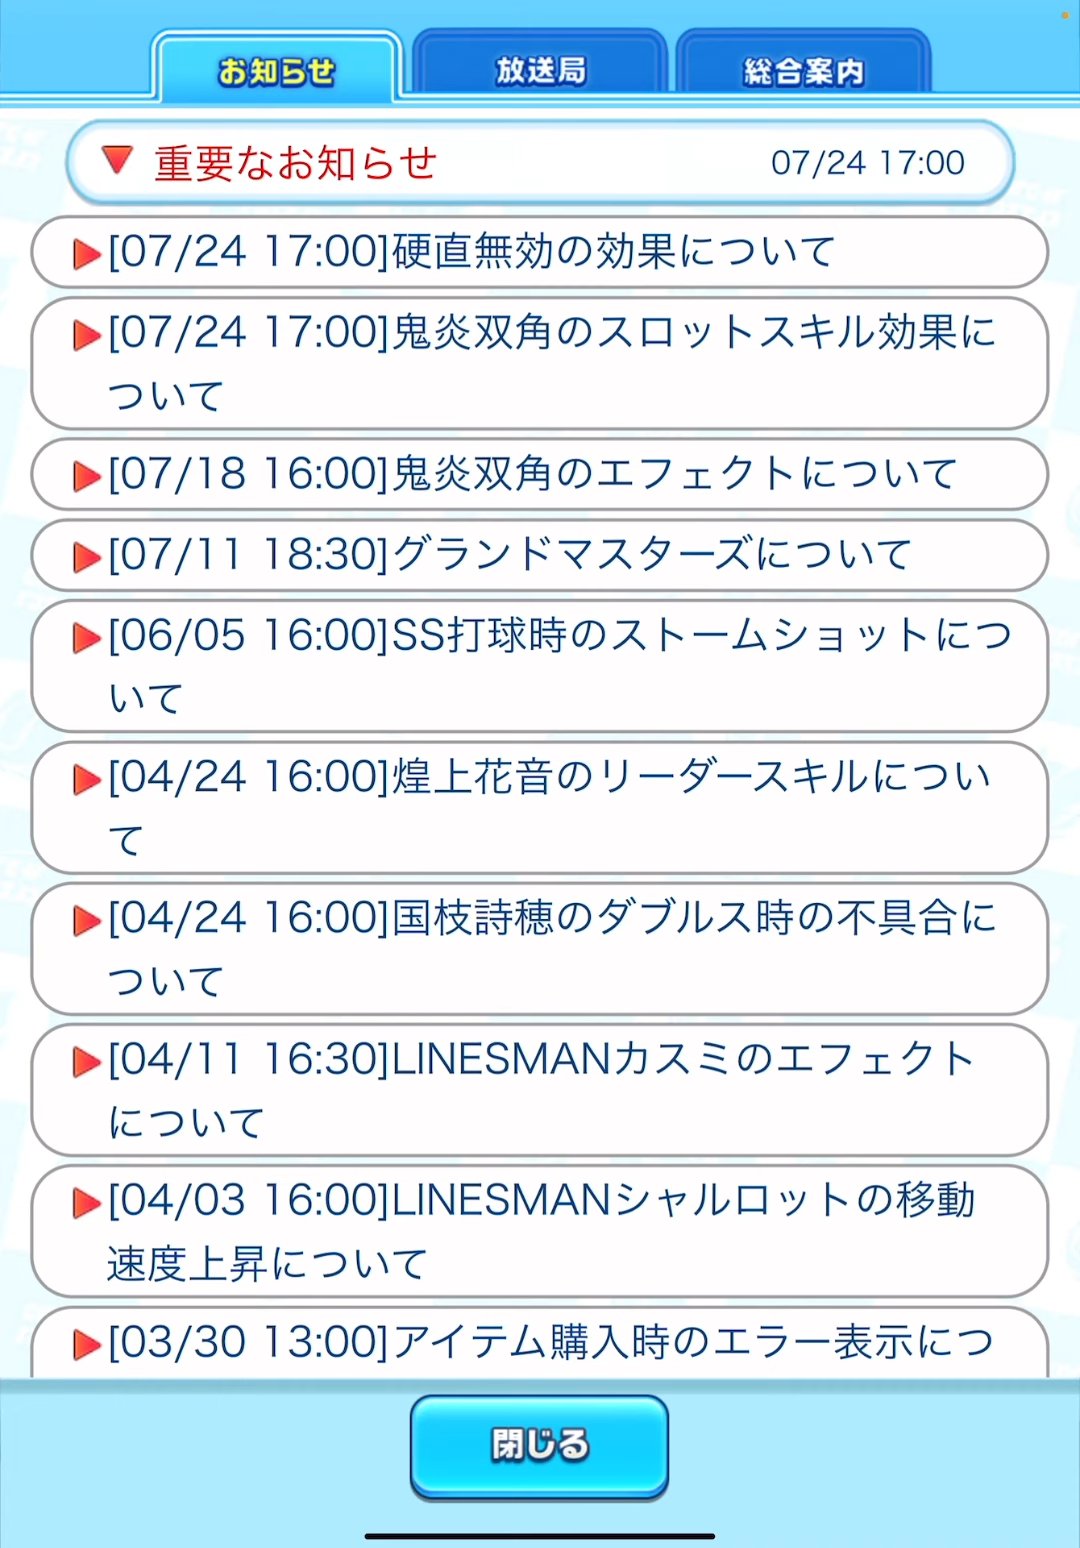 お知らせ 放送局 総合案内
▼ 重要なお知らせ 07/24 17:00
▶[07/24 17:00]硬直無効の効果について
▶[07/24 17:00]鬼炎双角のスロットスキル効果に
ついて
▶[07/18 16:00]鬼炎双角のエフェクトについて
▶[07/11 18:30]グランドマスターズについて
▶[06/05 16:00]SS打球時のストームショットにつ
いて
▶[04/24 16:00]煌上花音のリーダースキルについ
て
▶[04/24 16:00]国枝詩穂のダブルス時の不具合に
ついて
▶[04/11 16:30]LINESMANカスミのエフェクト
について
▶[04/03 16:00]LINESMANシャルロットの移動
速度上昇について
▶[03/30 13:00]アイテム購入時のエラー表示につ
閉じる